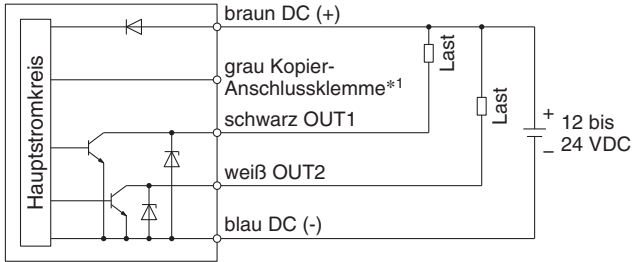 braun DC (+)
grau Kopier-
Anschlussklemme*1
schwarz OUT1
weiß OUT2
blau DC (-)
Hauptstromkreis
Last
Last
+ 12 bis
− 24 VDC